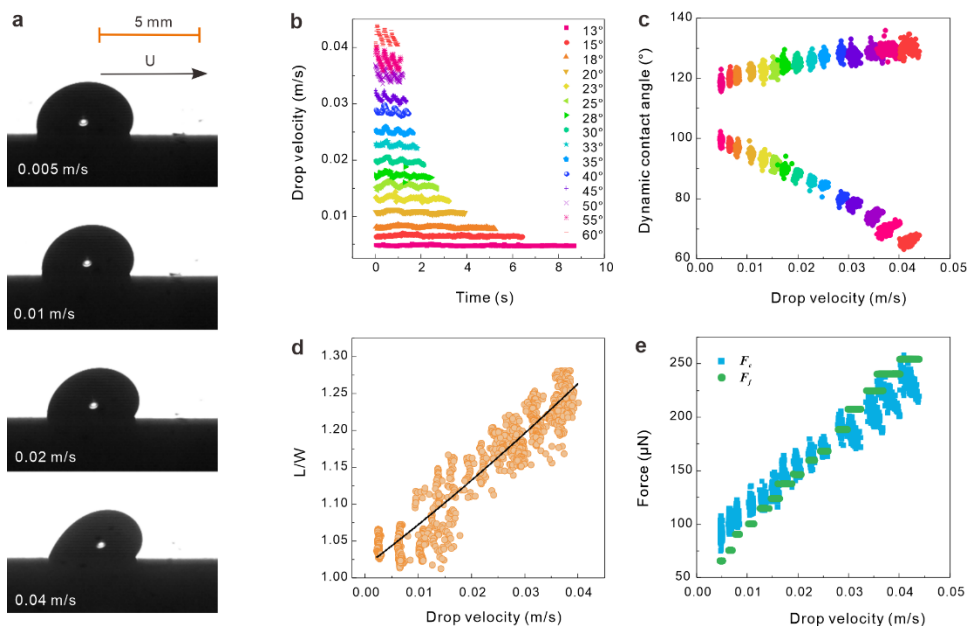 a
5 mm
U
0.005 m/s
0.01 m/s
0.02 m/s
0.04 m/s
b
Drop velocity (m/s)
0.04
0.03
0.02
0.01
0 2 4 6 8 10
Time (s)
13°
15°
18°
20°
23°
25°
28°
30°
33°
35°
40°
45°
50°
55°
60°
c
Dynamic contact angle (°)
120
100
80
60
0.00 0.01 0.02 0.03 0.04 0.05
Drop velocity (m/s)
d
L/W
1.30
1.25
1.20
1.15
1.10
1.05
1.00
0.00 0.01 0.02 0.03 0.04
Drop velocity (m/s)
e
Force (μN)
250
200
150
100
50
F_c
F_f
0.00 0.01 0.02 0.03 0.04 0.05
Drop velocity (m/s)